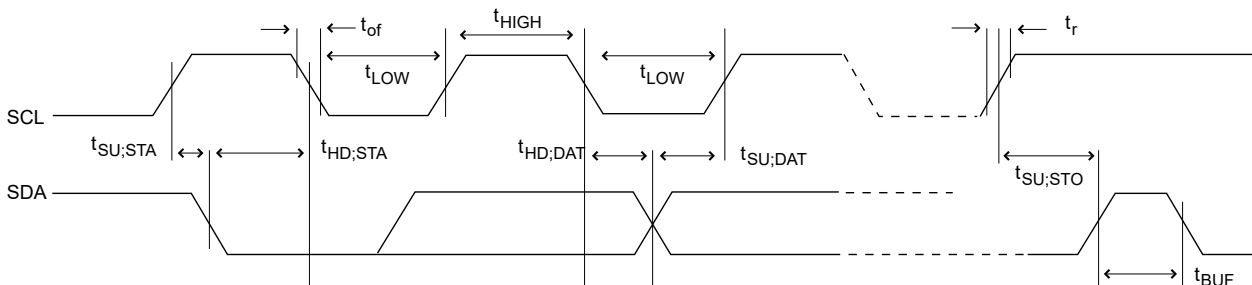 t_of
t_HIGH
t_r
t_LOW
t_LOW
SCL
t_SU;STA
t_HD;STA
t_HD;DAT
t_SU;DAT
t_SU;STO
SDA
t_BUF